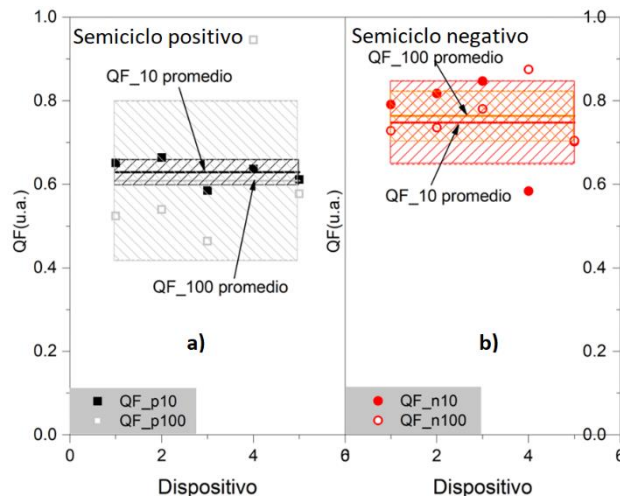 Semiciclo positivo
QF_10 promedio
QF_100 promedio
a)
QF_p10
QF_p100
QF(u.a.)
1.0
0.8
0.6
0.4
0.2
0.0
0
2
4
6
Dispositivo
Semiciclo negativo
QF_100 promedio
QF_10 promedio
b)
QF_n10
QF_n100
QF(u.a.)
1.0
0.8
0.6
0.4
0.2
0.0
0
2
4
6
Dispositivo